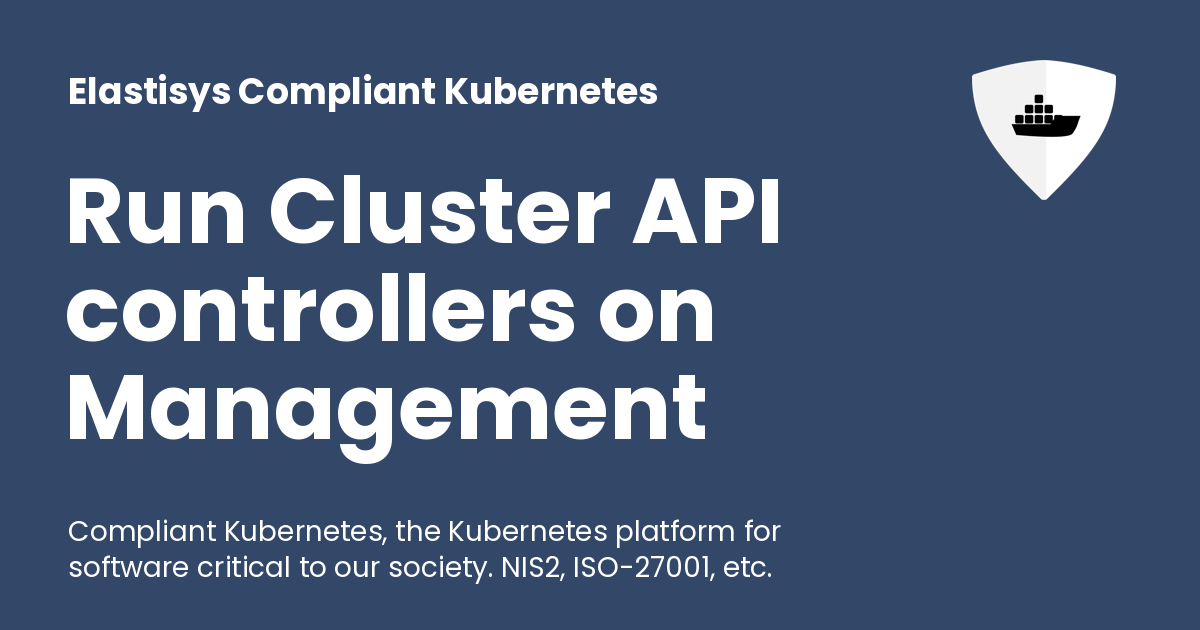 Elastisys Compliant Kubernetes
Run Cluster API
controllers on
Management
Compliant Kubernetes, the Kubernetes platform for
software critical to our society. NIS2, ISO-27001, etc.